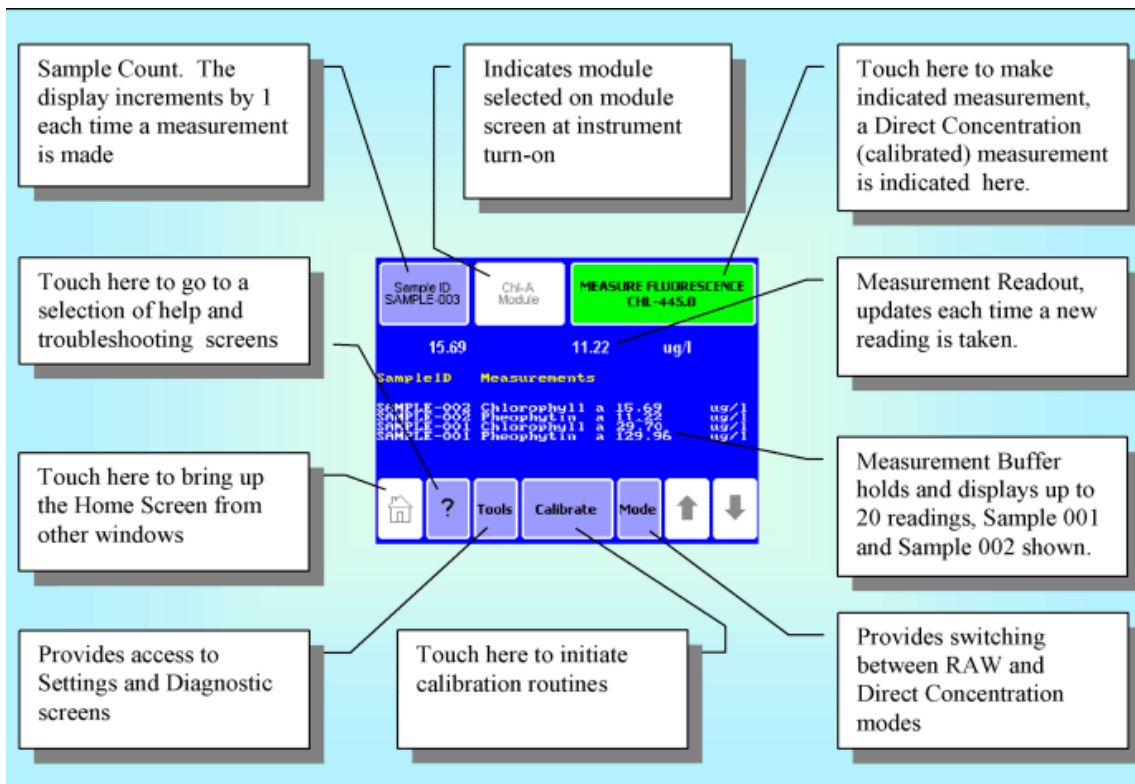 Sample Count. The
display increments by 1
each time a measurement
is made
Indicates module
selected on module
screen at instrument
turn-on
Touch here to make
indicated measurement,
a Direct Concentration
(calibrated) measurement
is indicated here.
Touch here to go to a
selection of help and
troubleshooting screens
Sample ID
SAMPLE-003
Chl-A
Module
MEASURE FLUORESCENCE
CHL-445.0
15.69 11.22 ug/l
SampleID Measurements
SAMPLE-002 Chlorophyll a 15.69 ug/l
SAMPLE-002 Pheophytin a 11.22 ug/l
SAMPLE-001 Chlorophyll a 29.70 ug/l
SAMPLE-001 Pheophytin a 129.96 ug/l
Measurement Readout,
updates each time a new
reading is taken.
Touch here to bring up
the Home Screen from
other windows
? Tools Calibrate Mode
Measurement Buffer
holds and displays up to
20 readings, Sample 001
and Sample 002 shown.
Provides access to
Settings and Diagnostic
screens
Touch here to initiate
calibration routines
Provides switching
between RAW and
Direct Concentration
modes